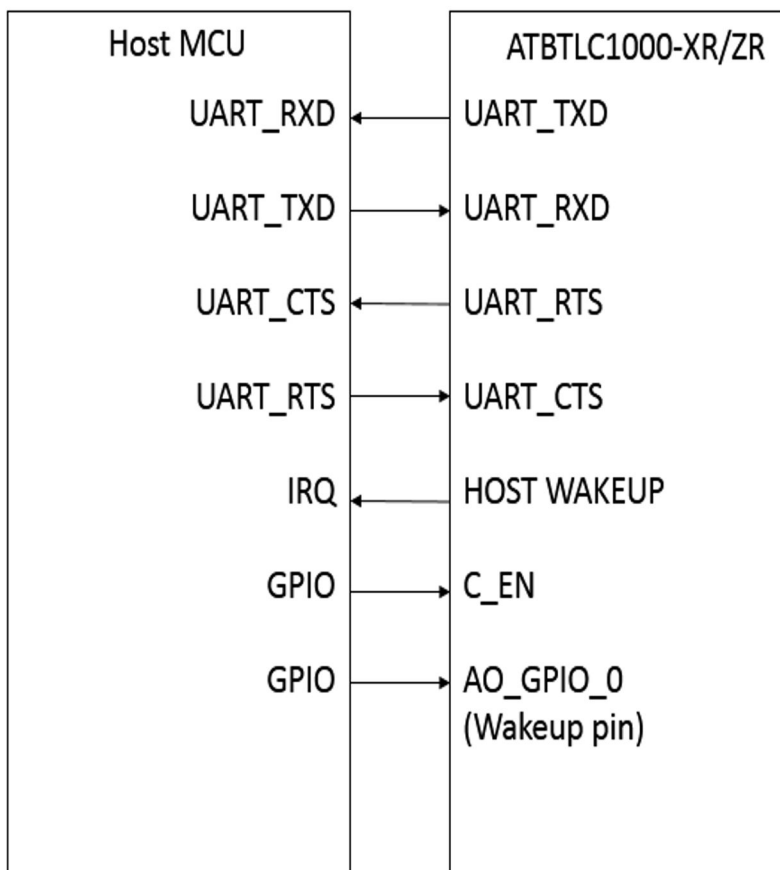 Host MCU
ATBTLC1000-XR/ZR
UART_RXD
UART_TXD
UART_TXD
UART_RXD
UART_CTS
UART_RTS
UART_RTS
UART_CTS
IRQ
HOST WAKEUP
GPIO
C_EN
GPIO
AO_GPIO_0
(Wakeup pin)